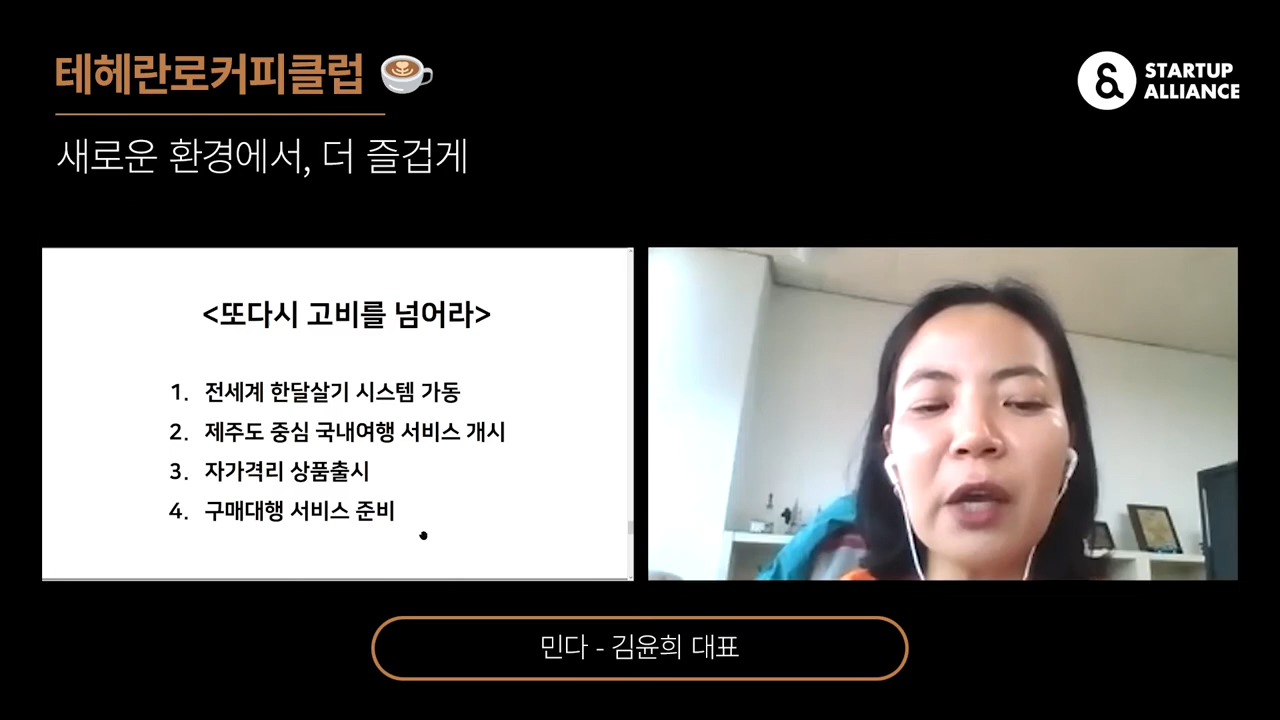 테헤란로커피클럽
STARTUP
ALLIANCE
새로운 환경에서, 더 즐겁게
<또다시 고비를 넘어라>
1. 전세계 한달살기 시스템 가동
2. 제주도 중심 국내여행 서비스 개시
3. 자가격리 상품출시
4. 구매대행 서비스 준비
민다 - 김윤희 대표